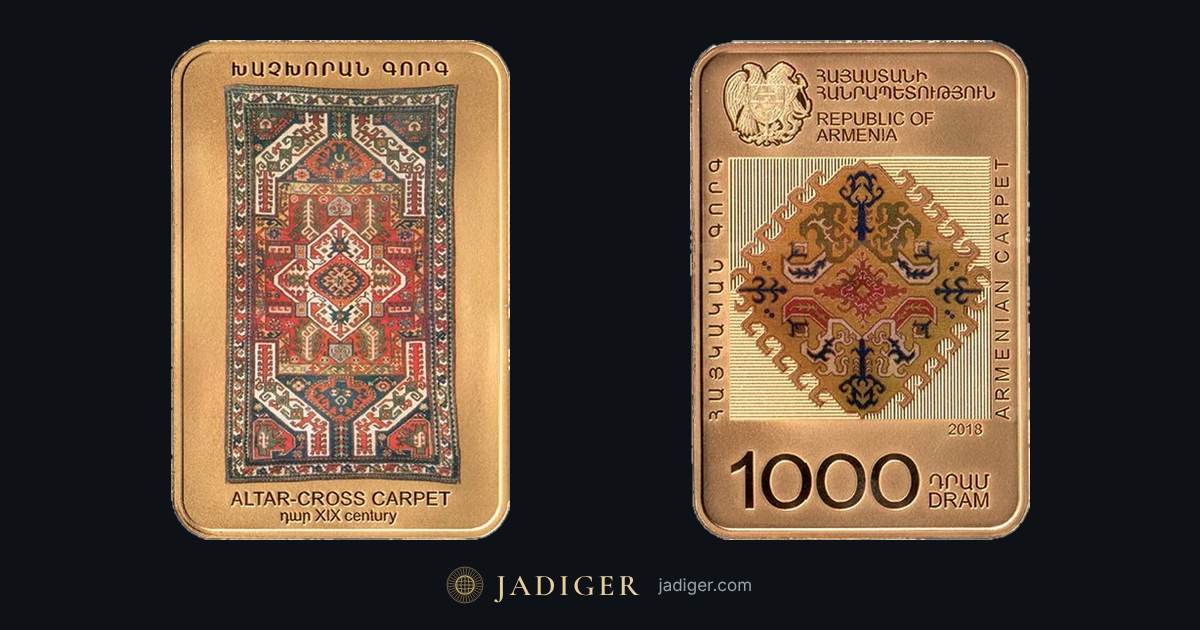 ԽԱՉԽՈՐԱՆ ԳՈՐԳ
ALTAR-CROSS CARPET
դար XIX century
ՀԱՅԱՍՏԱՆԻ
ՀԱՆՐԱՊԵՏՈՒԹՅՈՒՆ
REPUBLIC OF
ARMENIA
ՀԱՅԿԱԿԱՆ ԳՈՐԳ
ARMENIAN CARPET
2018
1000 ԴՐԱՄ
DRAM
JADIGER jadiger.com